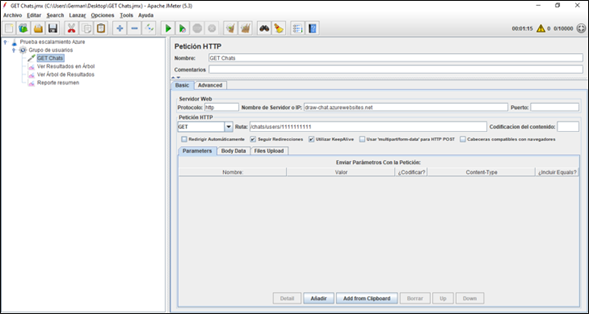 GET Chats.jmx (C:\Users\German\Desktop\GET Chats.jmx) - Apache JMeter (5.3)
Archivo Editar Search Lanzar Opciones Tools Ayuda
00:01:15 0 0/10000
Prueba escalamiento Azure
Grupo de usuarios
GET Chats
Ver Resultados en Árbol
Ver Árbol de Resultados
Reporte resumen
Petición HTTP
Nombre: GET Chats
Comentarios
Basic Advanced
Servidor Web
Protocolo: http Nombre de Servidor o IP: draw-chat.azurewebsites.net Puerto:
Petición HTTP
GET Ruta: /chats/users/1111111111 Codificación del contenido:
Redirigir Automáticamente Seguir Redirecciones Utilizar KeepAlive Usar 'multipart/form-data' para HTTP POST Cabeceras compatibles con navegadores
Parameters Body Data Files Upload
Enviar Parámetros Con la Petición:
Nombre Valor ¿Codificar? Content-Type ¿Incluir Equals?
Detail Añadir Add from Clipboard Borrar Up Down